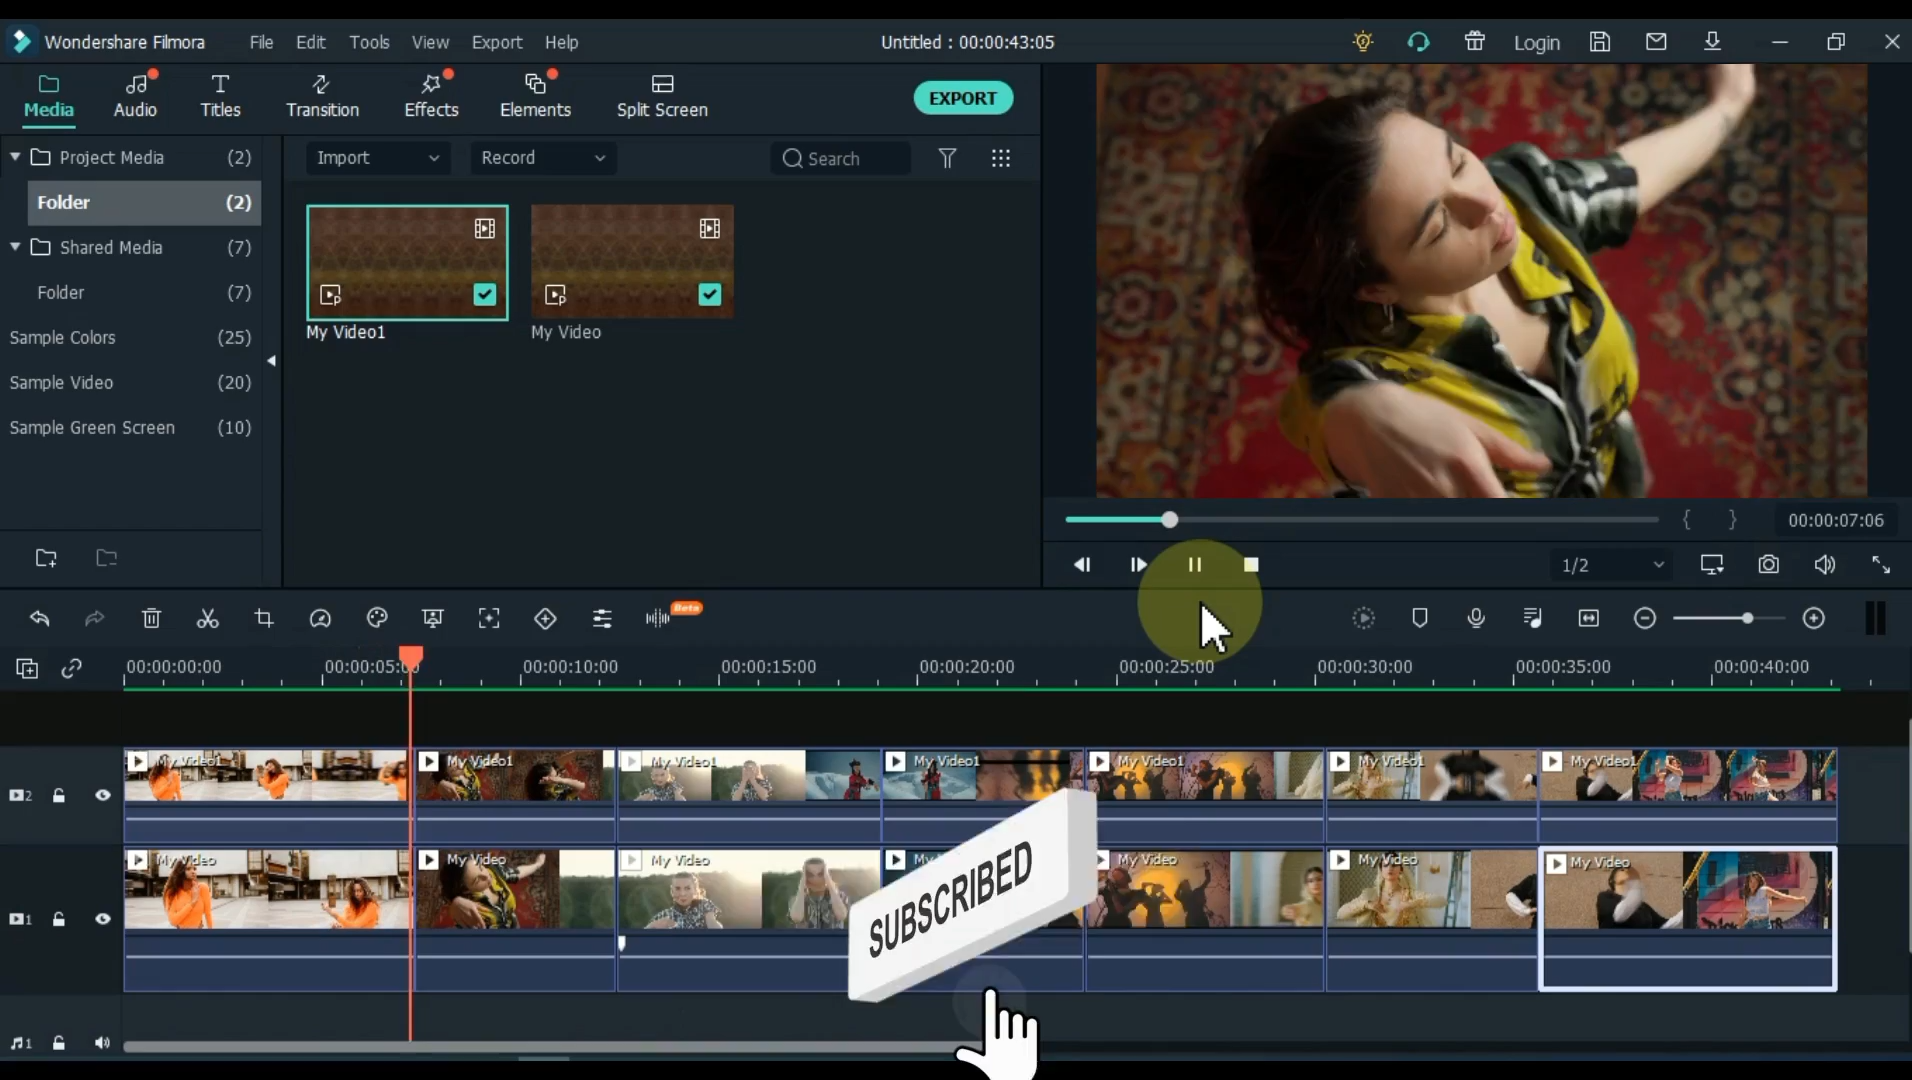 Wondershare Filmora File Edit Tools View Export Help Untitled : 00:00:43:05 Login
Media Audio Titles Transition Effects Elements Split Screen EXPORT
Project Media (2) Import Record Search
Folder (2)
Shared Media (7)
Folder (7)
Sample Colors (25)
Sample Video (20)
Sample Green Screen (10)
My Video1 My Video
00:00:07:06
1/2
Beta
00:00:00:00 00:00:05:00 00:00:10:00 00:00:15:00 00:00:20:00 00:00:25:00 00:00:30:00 00:00:35:00 00:00:40:00
2 My Video1 My Video1 My Video1 My Video1 My Video1 My Video1 My Video1
1 My Video My Video My Video My Video My Video My Video
SUBSCRIBED
1